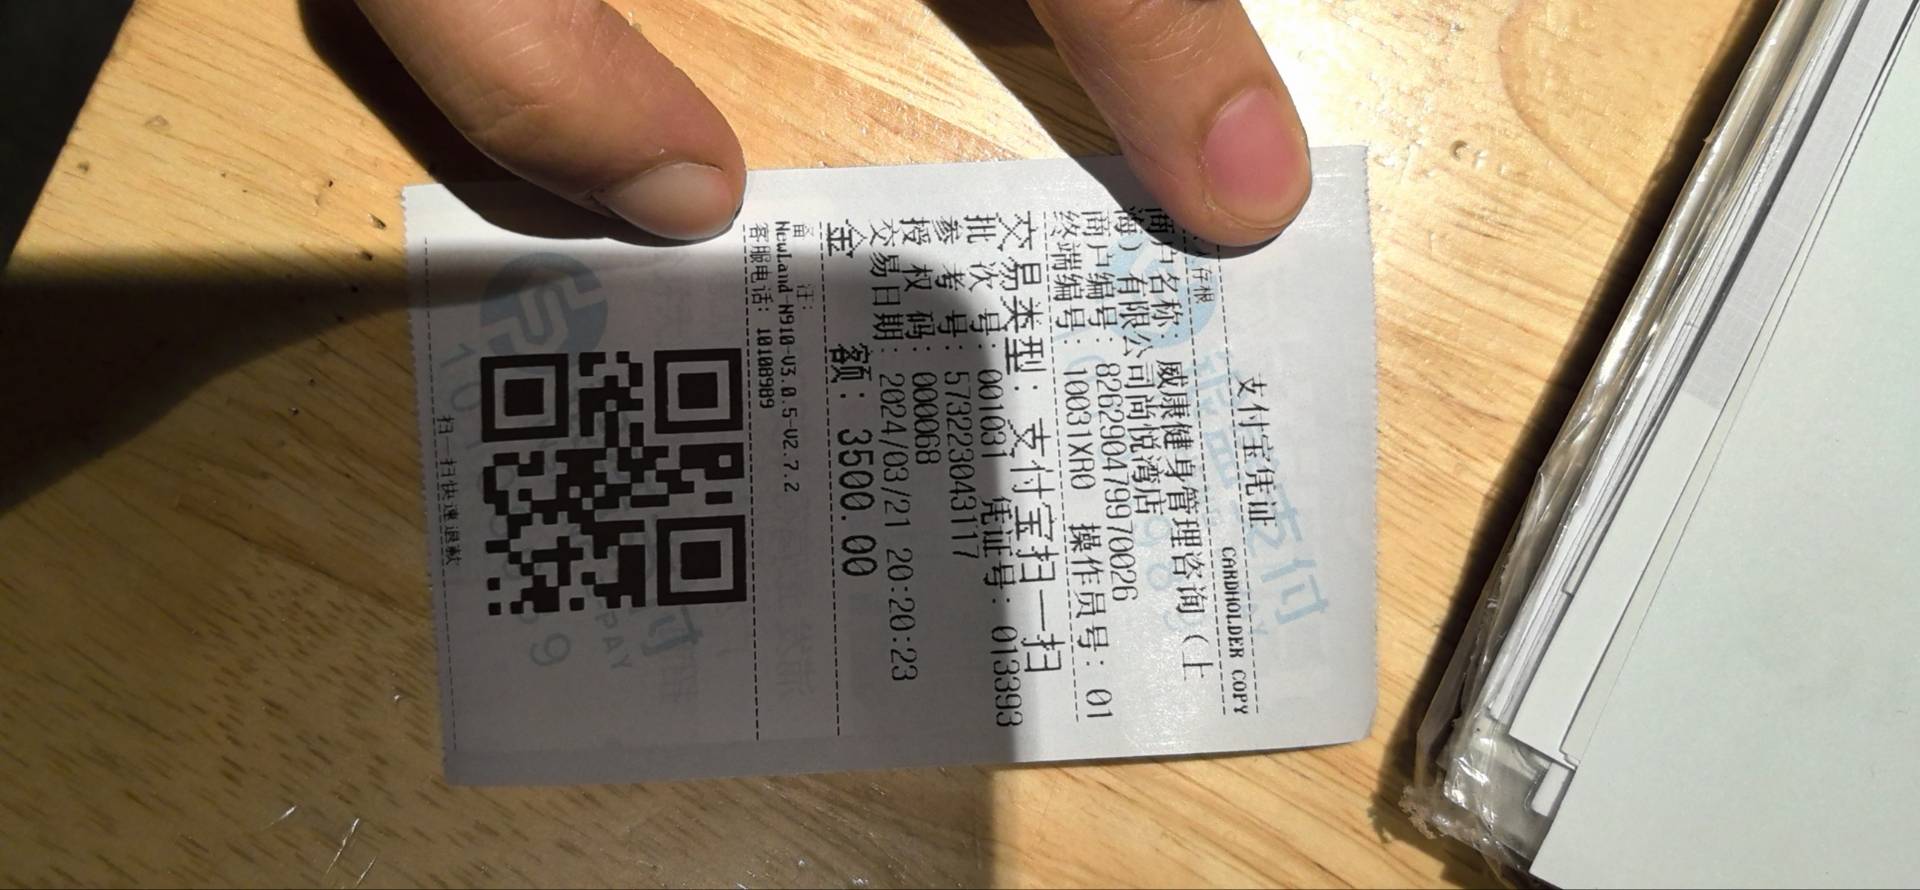 支付宝凭证
CARDHOLDER COPY
存根
商户名称: 威康健身管理咨询(上
海)有限公司尚悦湾店
商户编号: 826290479970026
终端编号: 10031XR0 操作员号: 01
交易类型: 支付宝扫一扫
批次号: 001031 凭证号: 013393
参考号: 573223043117
授权码: 000068
交易日期: 2024/03/21 20:20:23
金额: 3500.00
备注:
NewLand-N910-V3.0.5-V2.7.2
客服电话: 10108989
扫一扫快速退款